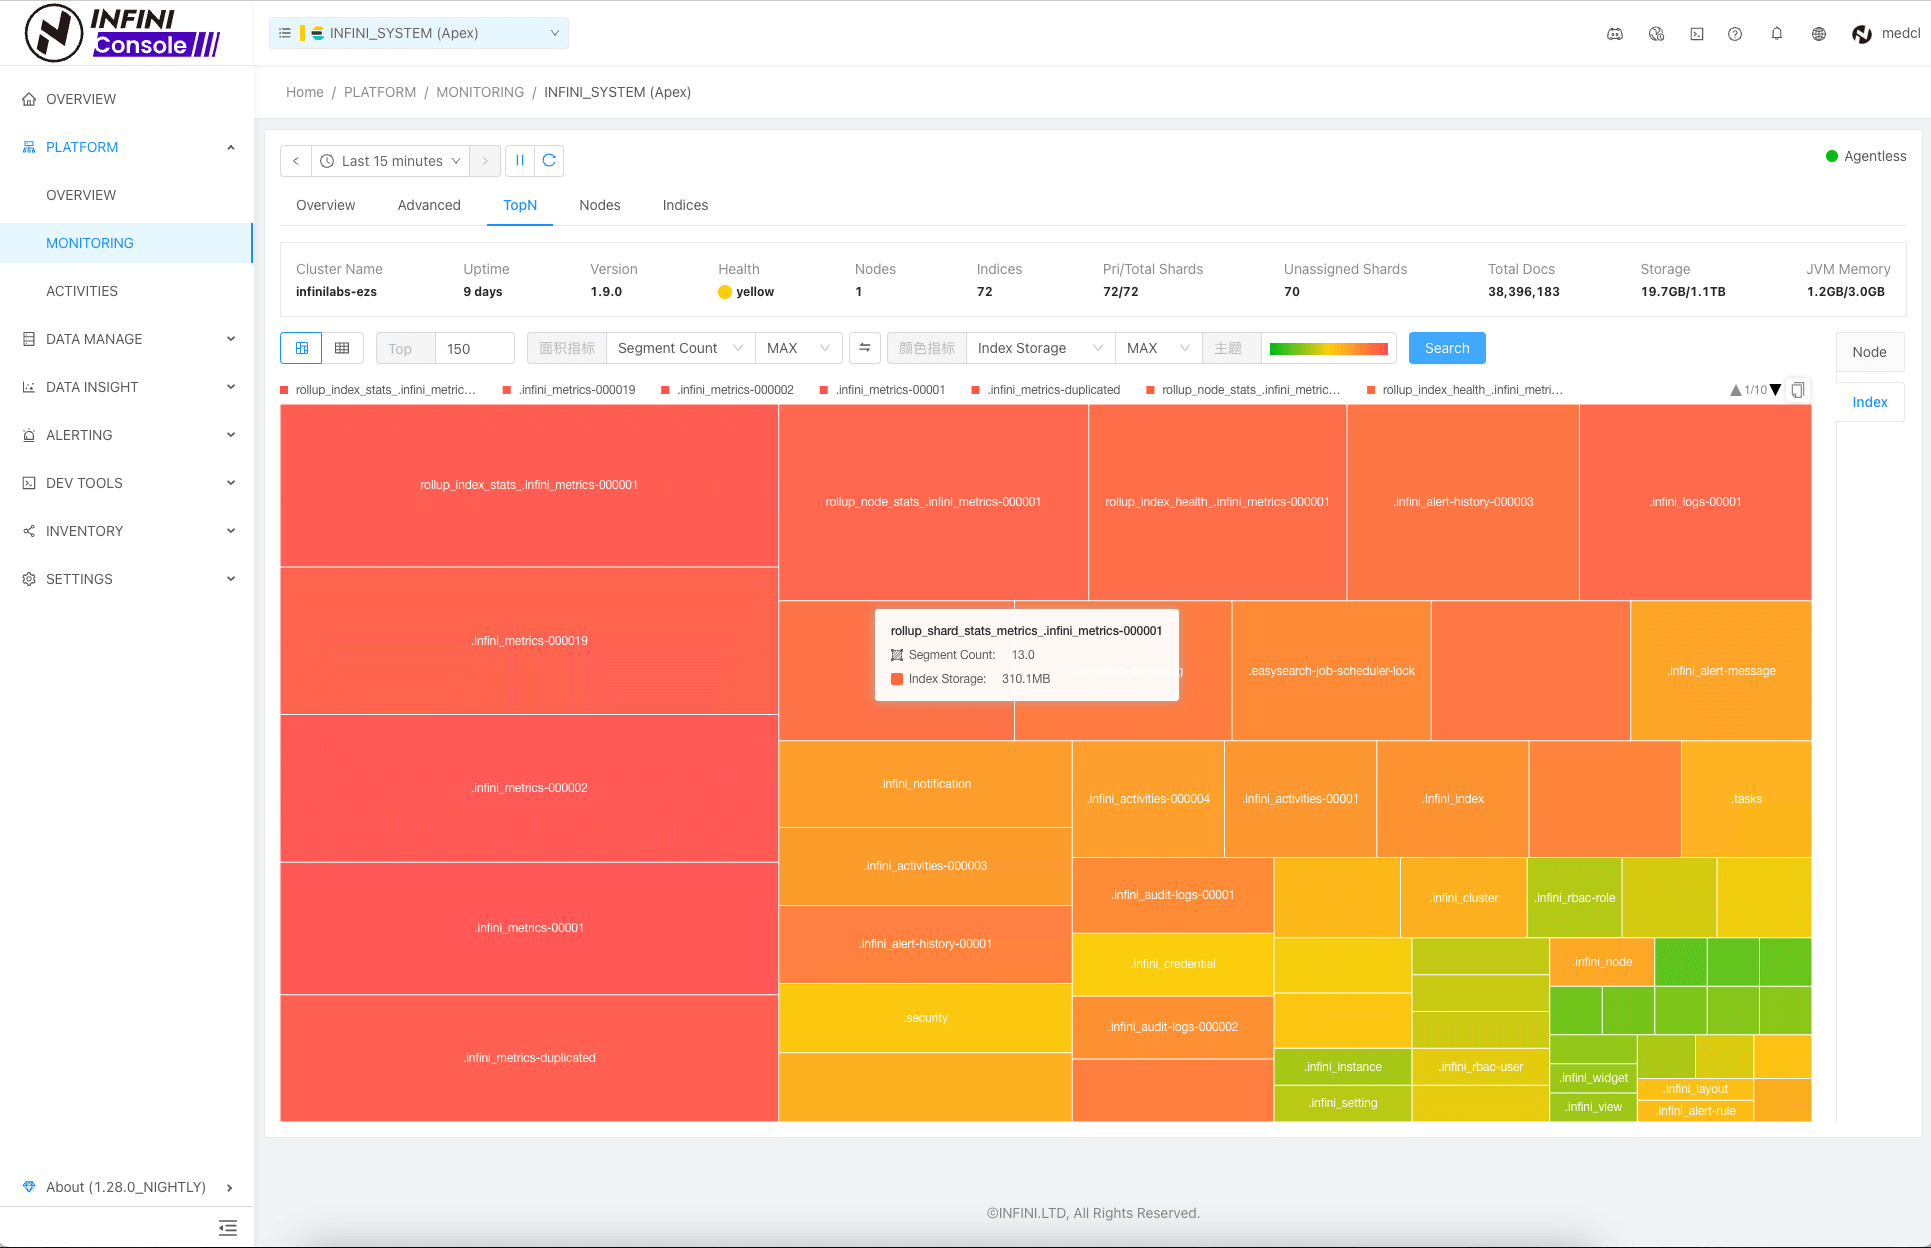 INFINI
Console
INFINI_SYSTEM (Apex)
medcl
OVERVIEW
PLATFORM
OVERVIEW
MONITORING
ACTIVITIES
DATA MANAGE
DATA INSIGHT
ALERTING
DEV TOOLS
INVENTORY
SETTINGS
About (1.28.0_NIGHTLY)
Home / PLATFORM / MONITORING / INFINI_SYSTEM (Apex)
Last 15 minutes
Agentless
Overview Advanced TopN Nodes Indices
Cluster Name Uptime Version Health Nodes Indices Pri/Total Shards Unassigned Shards Total Docs Storage JVM Memory
infinilabs-ezs 9 days 1.9.0 yellow 1 72 72/72 70 38,396,183 19.7GB/1.1TB 1.2GB/3.0GB
Top 150 面积指标 Segment Count MAX 颜色指标 Index Storage MAX 主题 Search
Node
Index
rollup_index_stats_.infini_metric... .infini_metrics-000019 .infini_metrics-000002 .infini_metrics-00001 .infini_metrics-duplicated rollup_node_stats_.infini_metric... rollup_index_health_.infini_metri... 1/10
rollup_index_stats_.infini_metrics-000001
.infini_metrics-000019
.infini_metrics-000002
.infini_metrics-00001
.infini_metrics-duplicated
rollup_node_stats_.infini_metrics-000001
rollup_index_health_.infini_metrics-000001
.infini_alert-history-000003
.infini_logs-00001
rollup_shard_stats_metrics_.infini_metrics-000001
Segment Count: 13.0
Index Storage: 310.1MB
.easysearch-job-scheduler-lock
.infini_alert-message
.infini_notification
.infini_activities-000003
.infini_alert-history-00001
.security
.infini_activities-000004
.infini_activities-00001
.infini_index
.tasks
.infini_audit-logs-00001
.infini_cluster
.infini_rbac-role
.infini_credential
.infini_node
.infini_audit-logs-000002
.infini_instance
.infini_rbac-user
.infini_setting
.infini_widget
.infini_view
.infini_layout
.infini_alert-rule
©INFINI.LTD, All Rights Reserved.